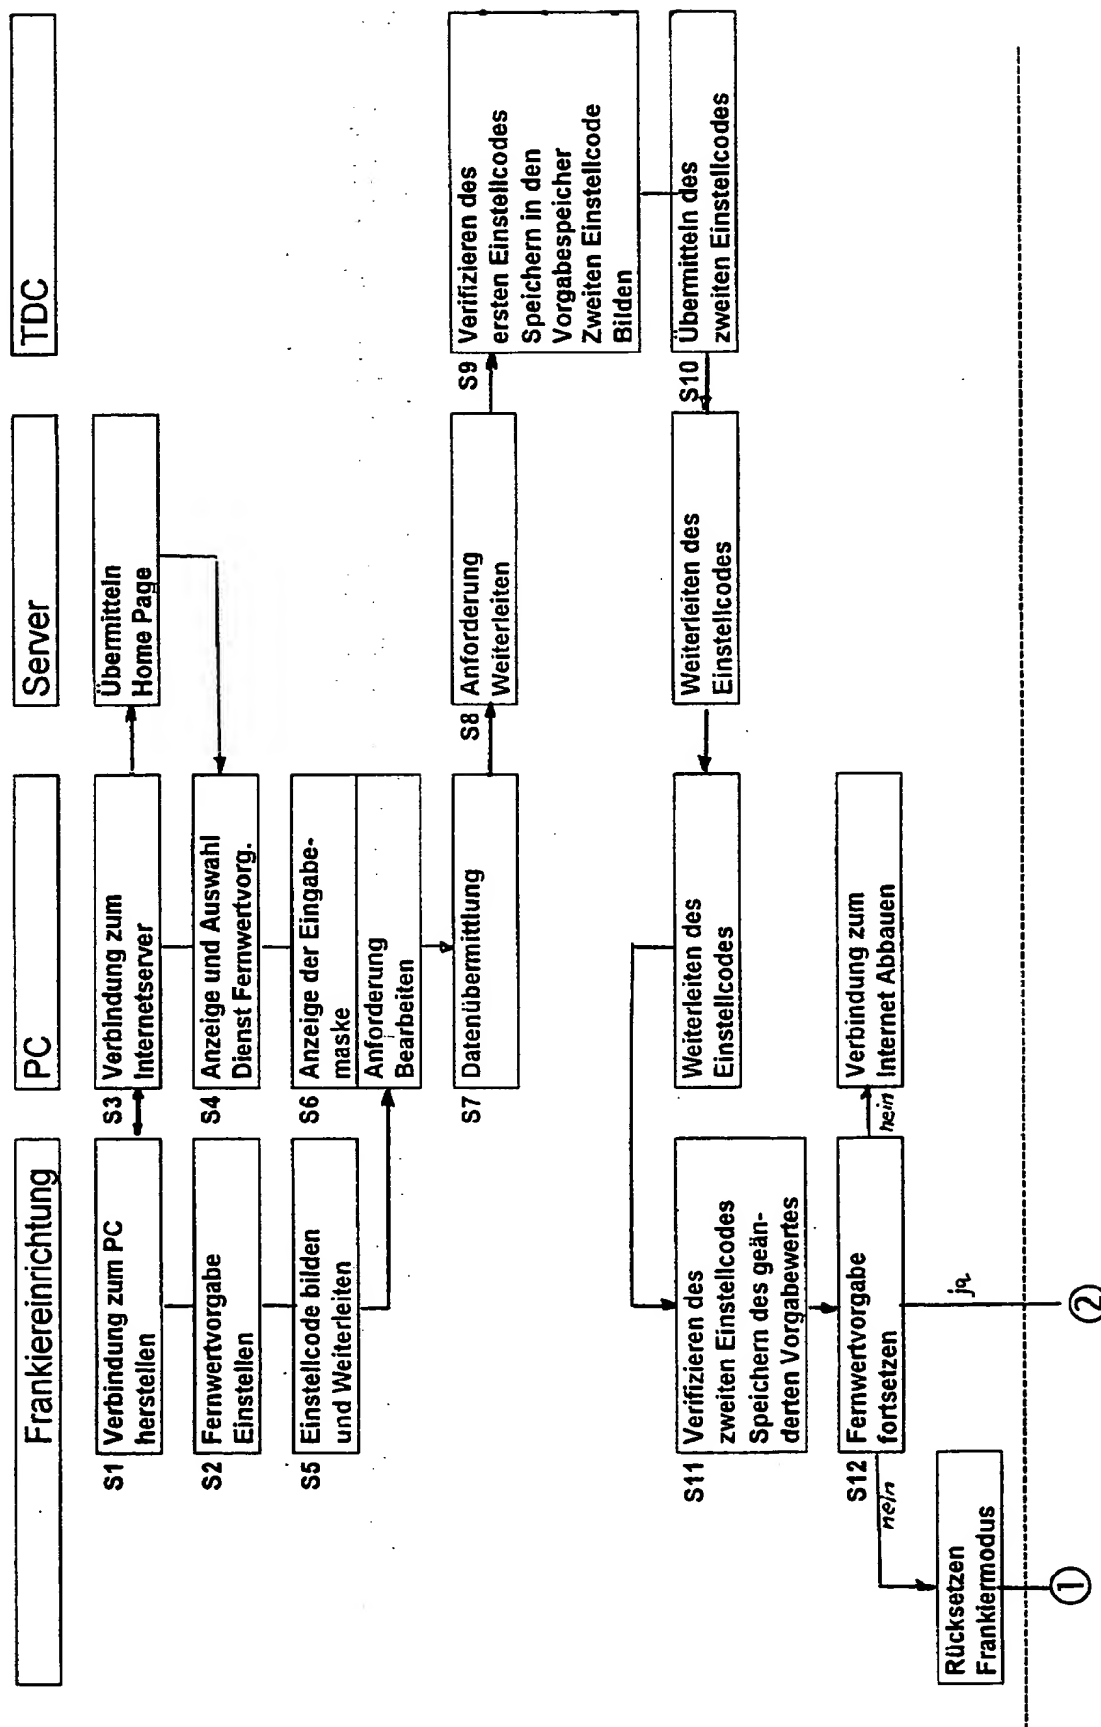 Frankiereinrichtung
PC
Server
TDC
S1
Verbindung zum PC
herstellen
S3
Verbindung zum
Internetserver
Übermitteln
Home Page
S2
Fernwertvorgabe
Einstellen
S4
Anzeige und Auswahl
Dienst Fernwertvorg.
S5
Einstellcode bilden
und Weiterleiten
S6
Anzeige der Eingabe-
maske
Anforderung
Bearbeiten
S7
Datenübermittlung
S8
Anforderung
Weiterleiten
S9
Verifizieren des
ersten Einstellcodes
Speichern in den
Vorgabespeicher
Zweiten Einstellcode
Bilden
S10
Übermitteln des
zweiten Einstellcodes
Weiterleiten des
Einstellcodes
Weiterleiten des
Einstellcodes
S11
Verifizieren des
zweiten Einstellcodes
Speichern des geän-
derten Vorgabewertes
S12
Fernwertvorgabe
fortsetzen
nein
Verbindung zum
Internet Abbauen
nein
ja
Rücksetzen
Frankiermodus
1
2